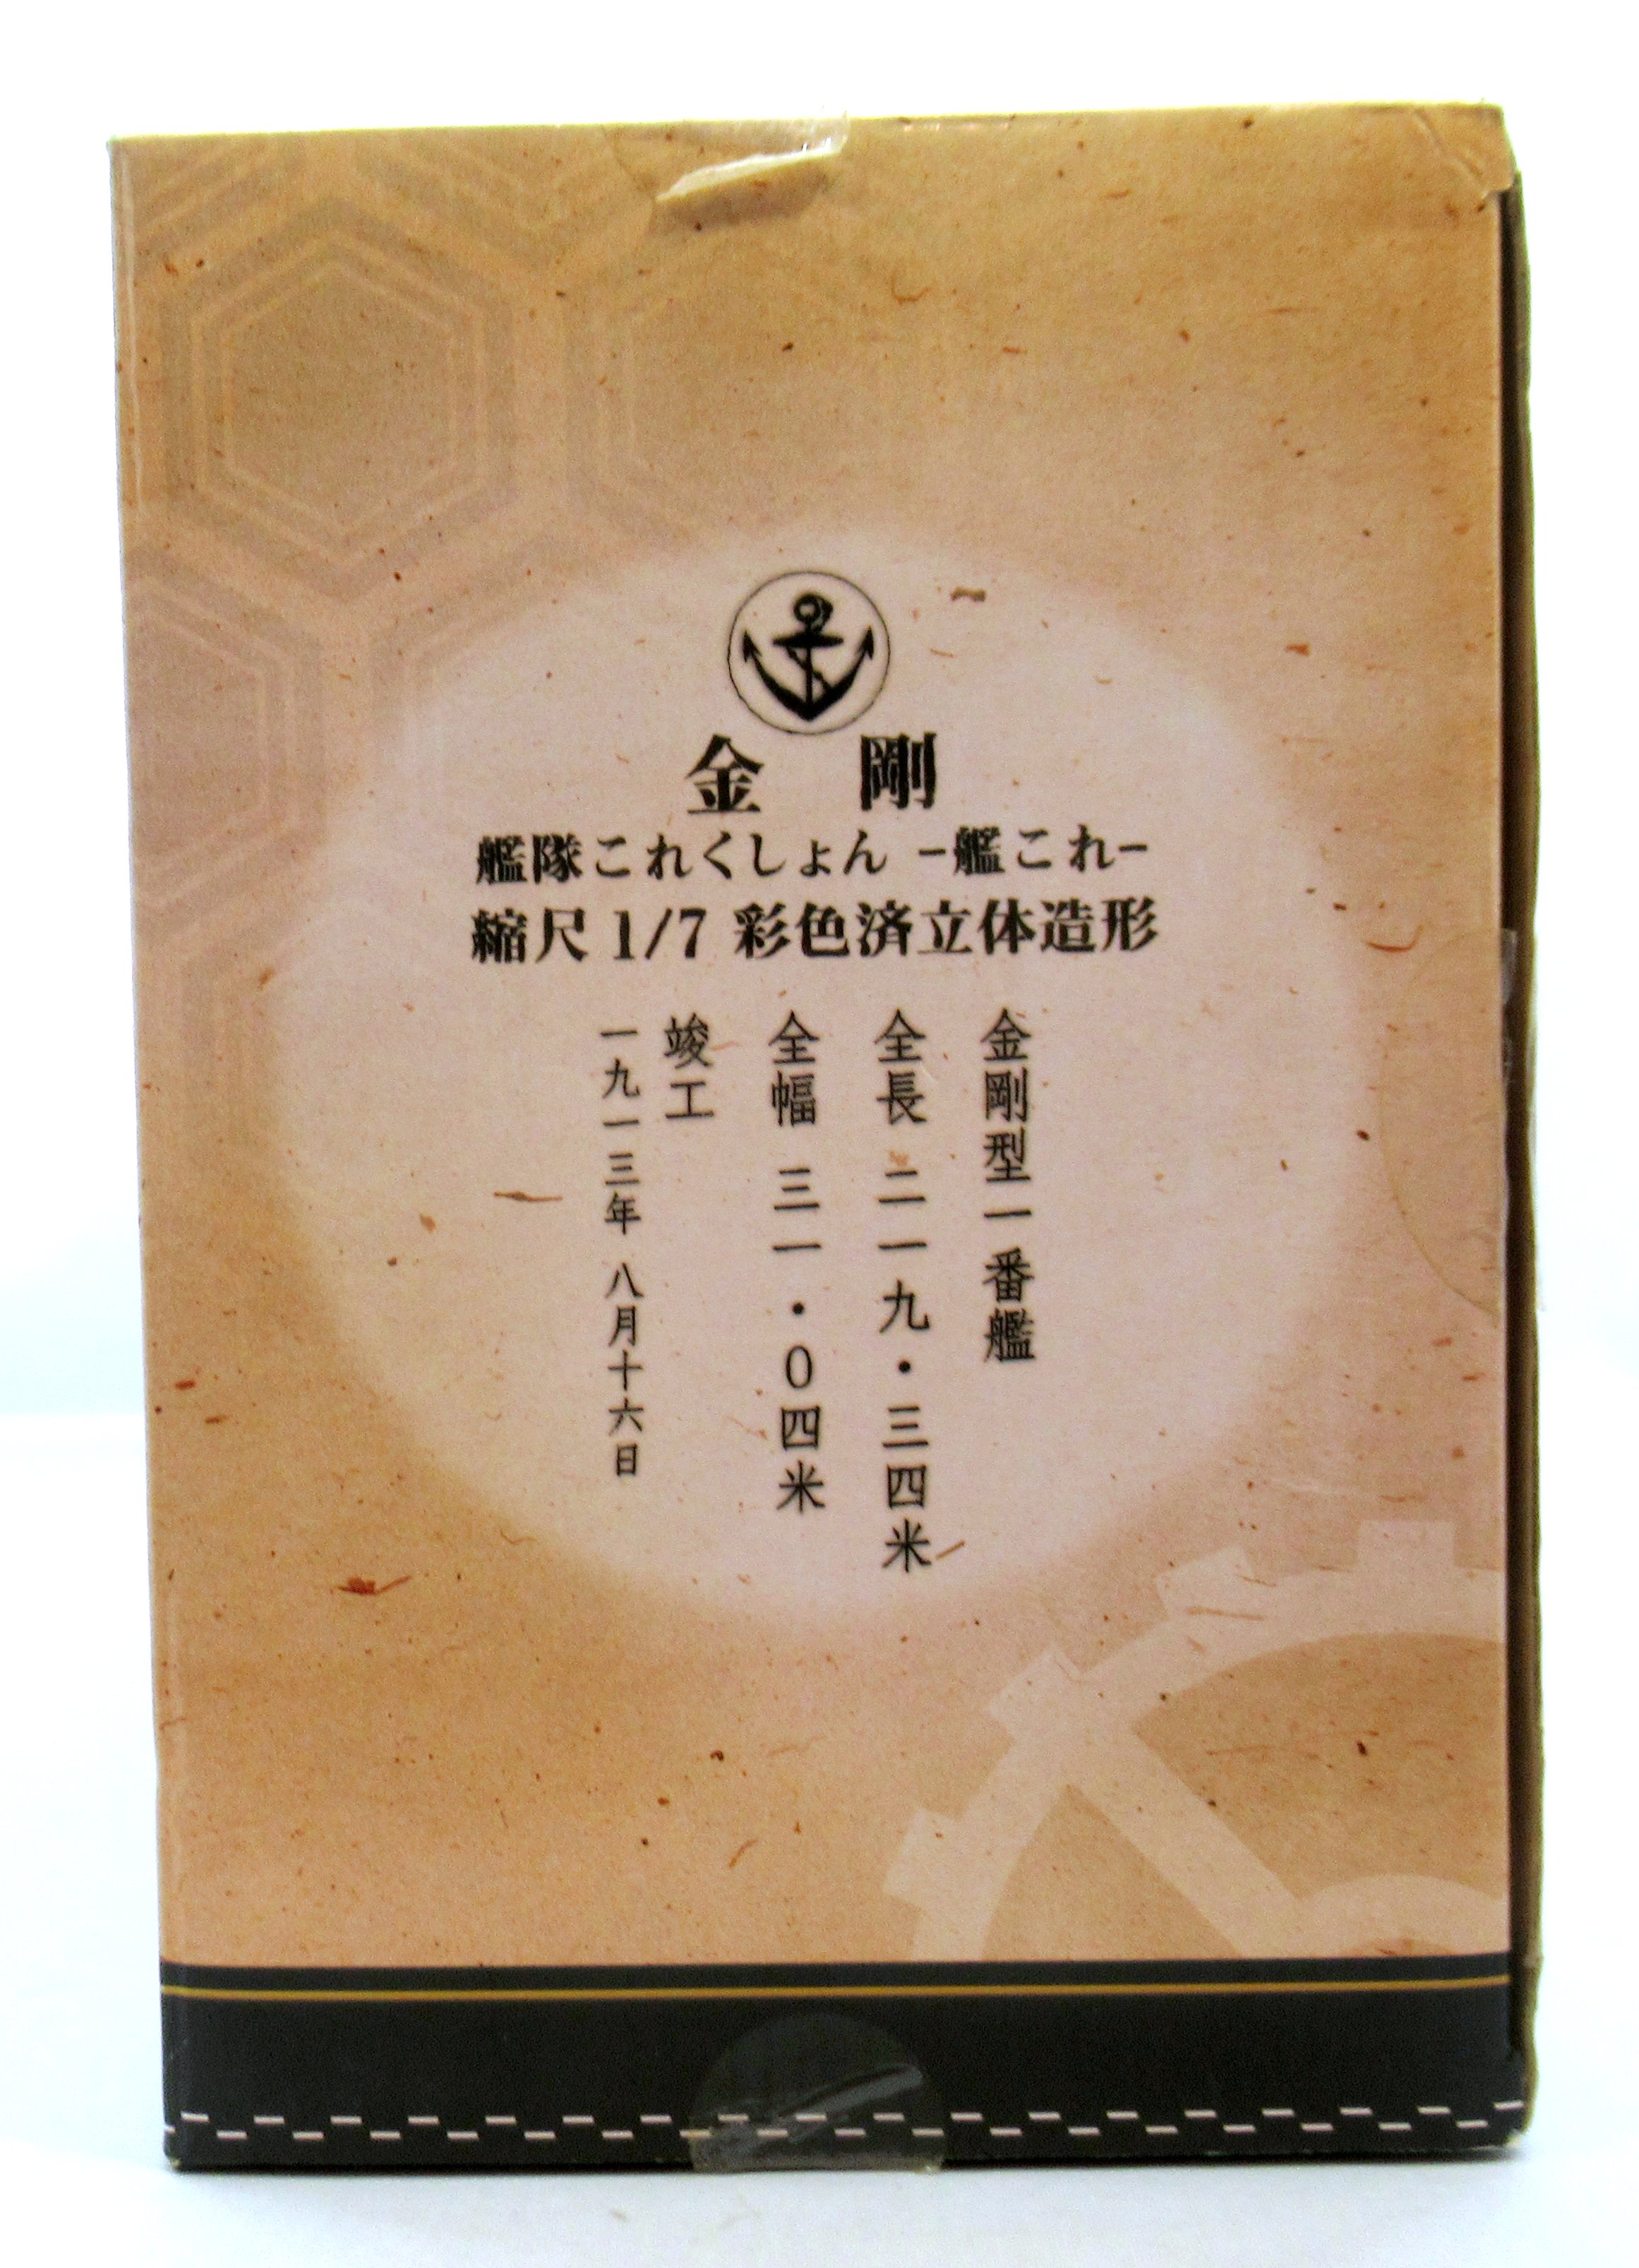 金　剛
艦隊これくしょん −艦これ−
縮尺 1/7 彩色済立体造形
金剛型一番艦
全長 二一九・三四米
全幅 三一・０四米
竣工
一九一三年 八月十六日